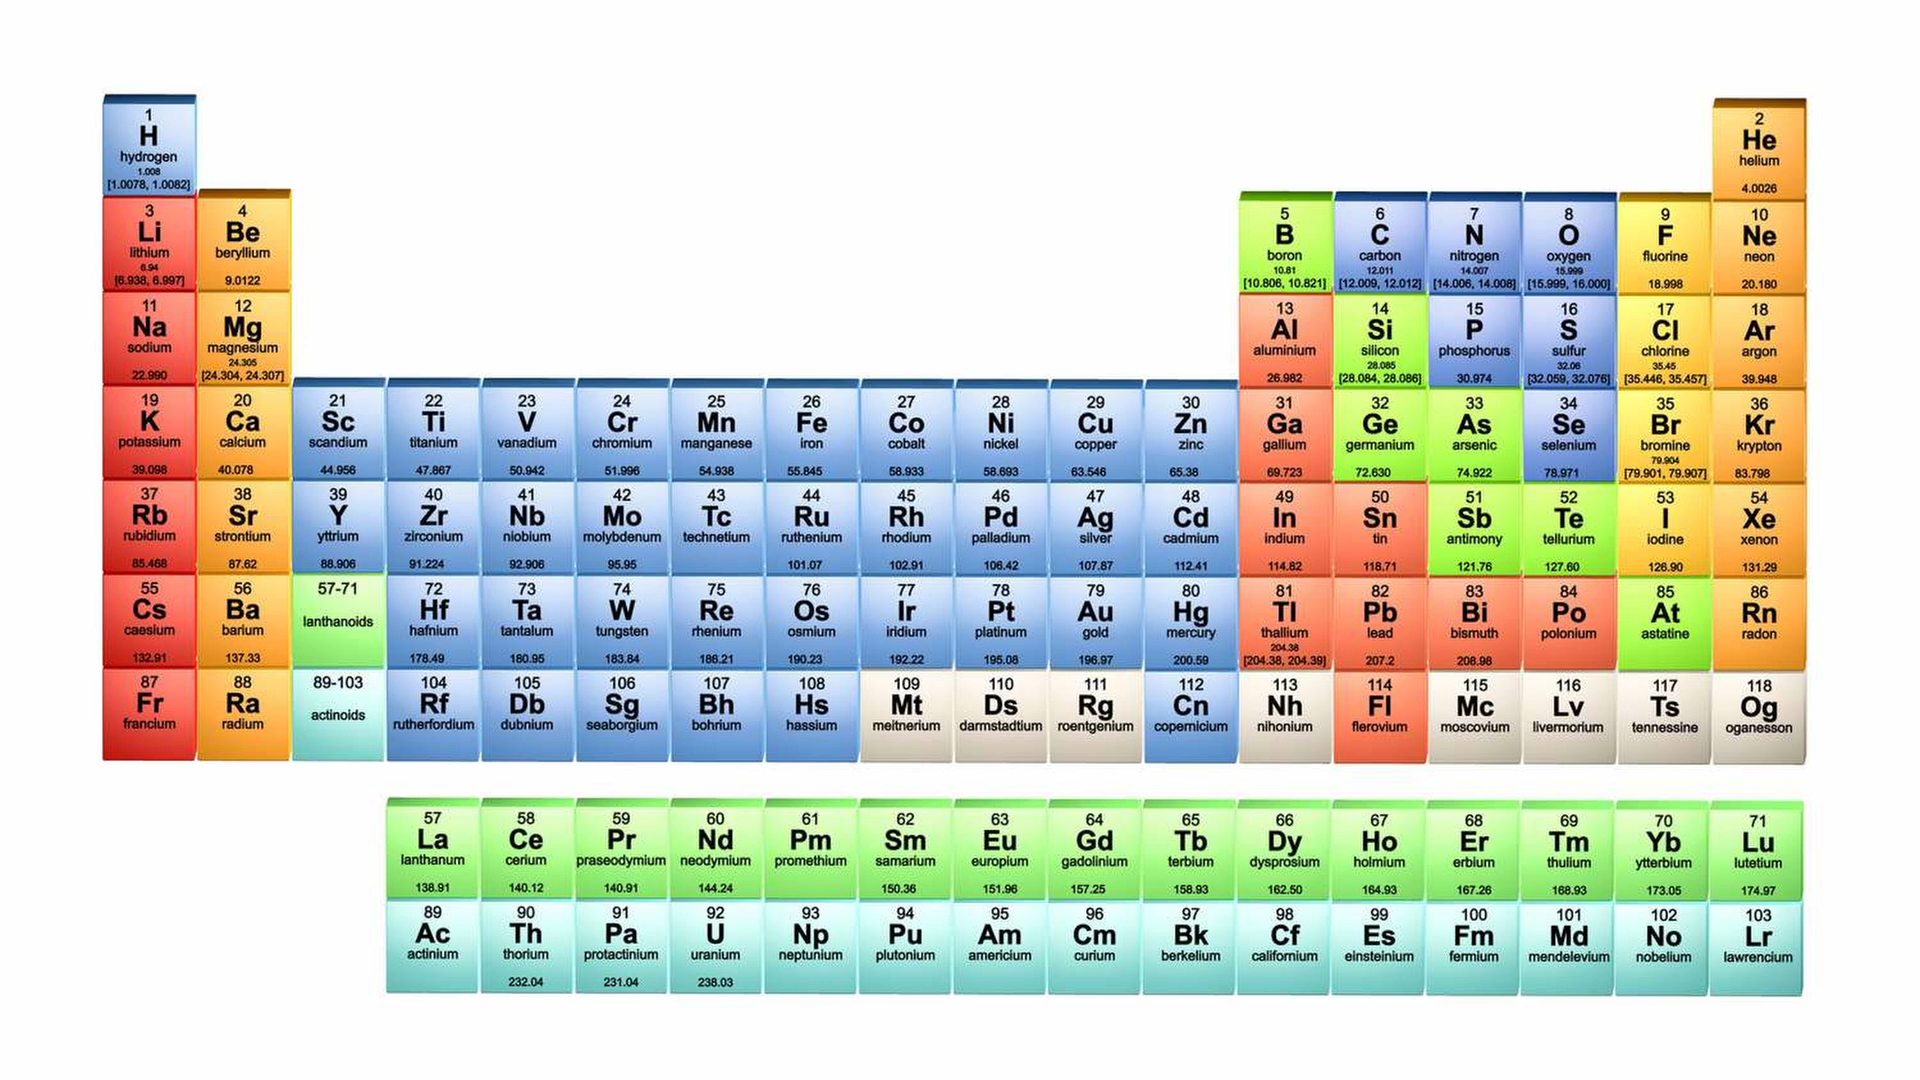 1
H
hydrogen
1.008
[1.0078, 1.0082]
2
He
helium
4.0026
3
Li
lithium
6.94
[6.938, 6.997]
4
Be
beryllium
9.0122
5
B
boron
10.81
[10.806, 10.821]
6
C
carbon
12.011
[12.009, 12.012]
7
N
nitrogen
14.007
[14.006, 14.008]
8
O
oxygen
15.999
[15.999, 16.000]
9
F
fluorine
18.998
10
Ne
neon
20.180
11
Na
sodium
22.990
12
Mg
magnesium
24.305
[24.304, 24.307]
13
Al
aluminium
26.982
14
Si
silicon
28.085
[28.084, 28.086]
15
P
phosphorus
30.974
16
S
sulfur
32.06
[32.059, 32.076]
17
Cl
chlorine
35.45
[35.446, 35.457]
18
Ar
argon
39.948
19
K
potassium
39.098
20
Ca
calcium
40.078
21
Sc
scandium
44.956
22
Ti
titanium
47.867
23
V
vanadium
50.942
24
Cr
chromium
51.996
25
Mn
manganese
54.938
26
Fe
iron
55.845
27
Co
cobalt
58.933
28
Ni
nickel
58.693
29
Cu
copper
63.546
30
Zn
zinc
65.38
31
Ga
gallium
69.723
32
Ge
germanium
72.630
33
As
arsenic
74.922
34
Se
selenium
78.971
35
Br
bromine
79.904
[79.901, 79.907]
36
Kr
krypton
83.798
37
Rb
rubidium
85.468
38
Sr
strontium
87.62
39
Y
yttrium
88.906
40
Zr
zirconium
91.224
41
Nb
niobium
92.906
42
Mo
molybdenum
95.95
43
Tc
technetium
44
Ru
ruthenium
101.07
45
Rh
rhodium
102.91
46
Pd
palladium
106.42
47
Ag
silver
107.87
48
Cd
cadmium
112.41
49
In
indium
114.82
50
Sn
tin
118.71
51
Sb
antimony
121.76
52
Te
tellurium
127.60
53
I
iodine
126.90
54
Xe
xenon
131.29
55
Cs
caesium
132.91
56
Ba
barium
137.33
57-71
lanthanoids
72
Hf
hafnium
178.49
73
Ta
tantalum
180.95
74
W
tungsten
183.84
75
Re
rhenium
186.21
76
Os
osmium
190.23
77
Ir
iridium
192.22
78
Pt
platinum
195.08
79
Au
gold
196.97
80
Hg
mercury
200.59
81
Tl
thallium
204.38
[204.38, 204.39]
82
Pb
lead
207.2
83
Bi
bismuth
208.98
84
Po
polonium
85
At
astatine
86
Rn
radon
87
Fr
francium
88
Ra
radium
89-103
actinoids
104
Rf
rutherfordium
105
Db
dubnium
106
Sg
seaborgium
107
Bh
bohrium
108
Hs
hassium
109
Mt
meitnerium
110
Ds
darmstadtium
111
Rg
roentgenium
112
Cn
copernicium
113
Nh
nihonium
114
Fl
flerovium
115
Mc
moscovium
116
Lv
livermorium
117
Ts
tennessine
118
Og
oganesson
57
La
lanthanum
138.91
58
Ce
cerium
140.12
59
Pr
praseodymium
140.91
60
Nd
neodymium
144.24
61
Pm
promethium
62
Sm
samarium
150.36
63
Eu
europium
151.96
64
Gd
gadolinium
157.25
65
Tb
terbium
158.93
66
Dy
dysprosium
162.50
67
Ho
holmium
164.93
68
Er
erbium
167.26
69
Tm
thulium
168.93
70
Yb
ytterbium
173.05
71
Lu
lutetium
174.97
89
Ac
actinium
90
Th
thorium
232.04
91
Pa
protactinium
231.04
92
U
uranium
238.03
93
Np
neptunium
94
Pu
plutonium
95
Am
americium
96
Cm
curium
97
Bk
berkelium
98
Cf
californium
99
Es
einsteinium
100
Fm
fermium
101
Md
mendelevium
102
No
nobelium
103
Lr
lawrencium